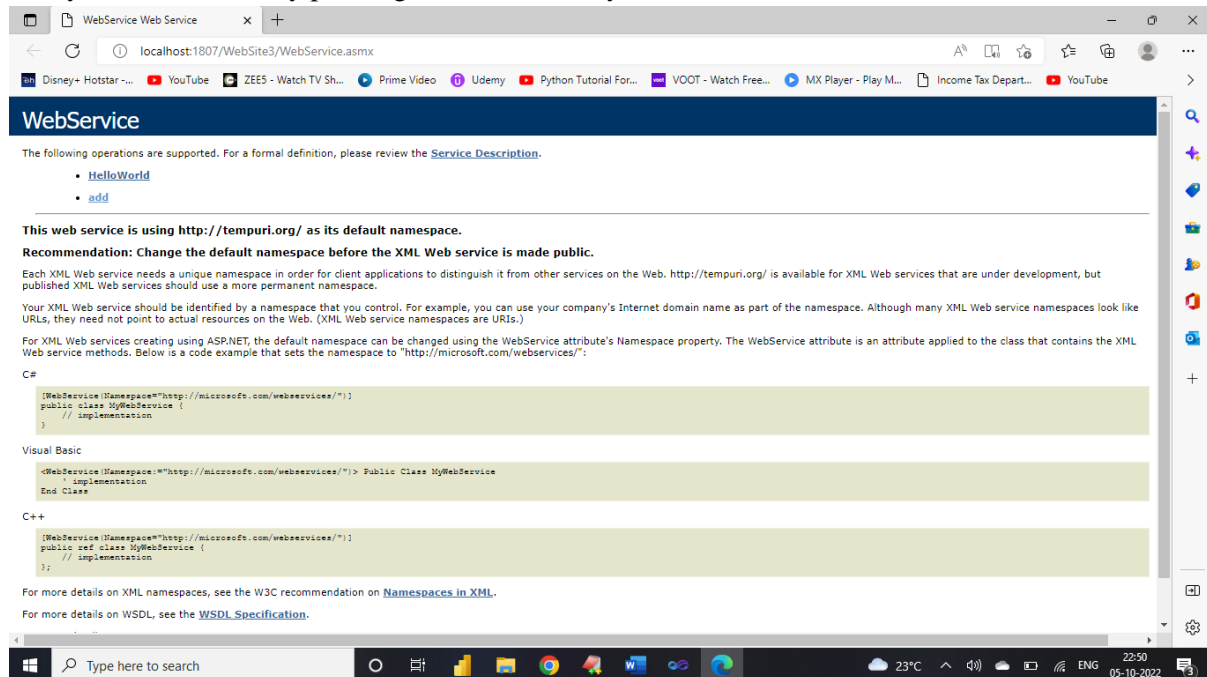 WebService Web Service
localhost:1807/WebSite3/WebService.asmx
Disney+ Hotstar -... YouTube ZEE5 - Watch TV Sh... Prime Video Udemy Python Tutorial For... VOOT - Watch Free... MX Player - Play M... Income Tax Depart... YouTube
WebService
The following operations are supported. For a formal definition, please review the Service Description.
• HelloWorld
• add
This web service is using http://tempuri.org/ as its default namespace.
Recommendation: Change the default namespace before the XML Web service is made public.
Each XML Web service needs a unique namespace in order for client applications to distinguish it from other services on the Web. http://tempuri.org/ is available for XML Web services that are under development, but
published XML Web services should use a more permanent namespace.
Your XML Web service should be identified by a namespace that you control. For example, you can use your company's Internet domain name as part of the namespace. Although many XML Web service namespaces look like
URLs, they need not point to actual resources on the Web. (XML Web service namespaces are URIs.)
For XML Web services creating using ASP.NET, the default namespace can be changed using the WebService attribute's Namespace property. The WebService attribute is an attribute applied to the class that contains the XML
Web service methods. Below is a code example that sets the namespace to "http://microsoft.com/webservices/":
C#
[WebService(Namespace="http://microsoft.com/webservices/")]
public class MyWebService {
// implementation
}
Visual Basic
<WebService(Namespace:="http://microsoft.com/webservices/")> Public Class MyWebService
' implementation
End Class
C++
[WebService(Namespace="http://microsoft.com/webservices/")]
public ref class MyWebService {
// implementation
};
For more details on XML namespaces, see the W3C recommendation on Namespaces in XML.
For more details on WSDL, see the WSDL Specification.
Type here to search
23°C ENG 22:50
05-10-2022
3